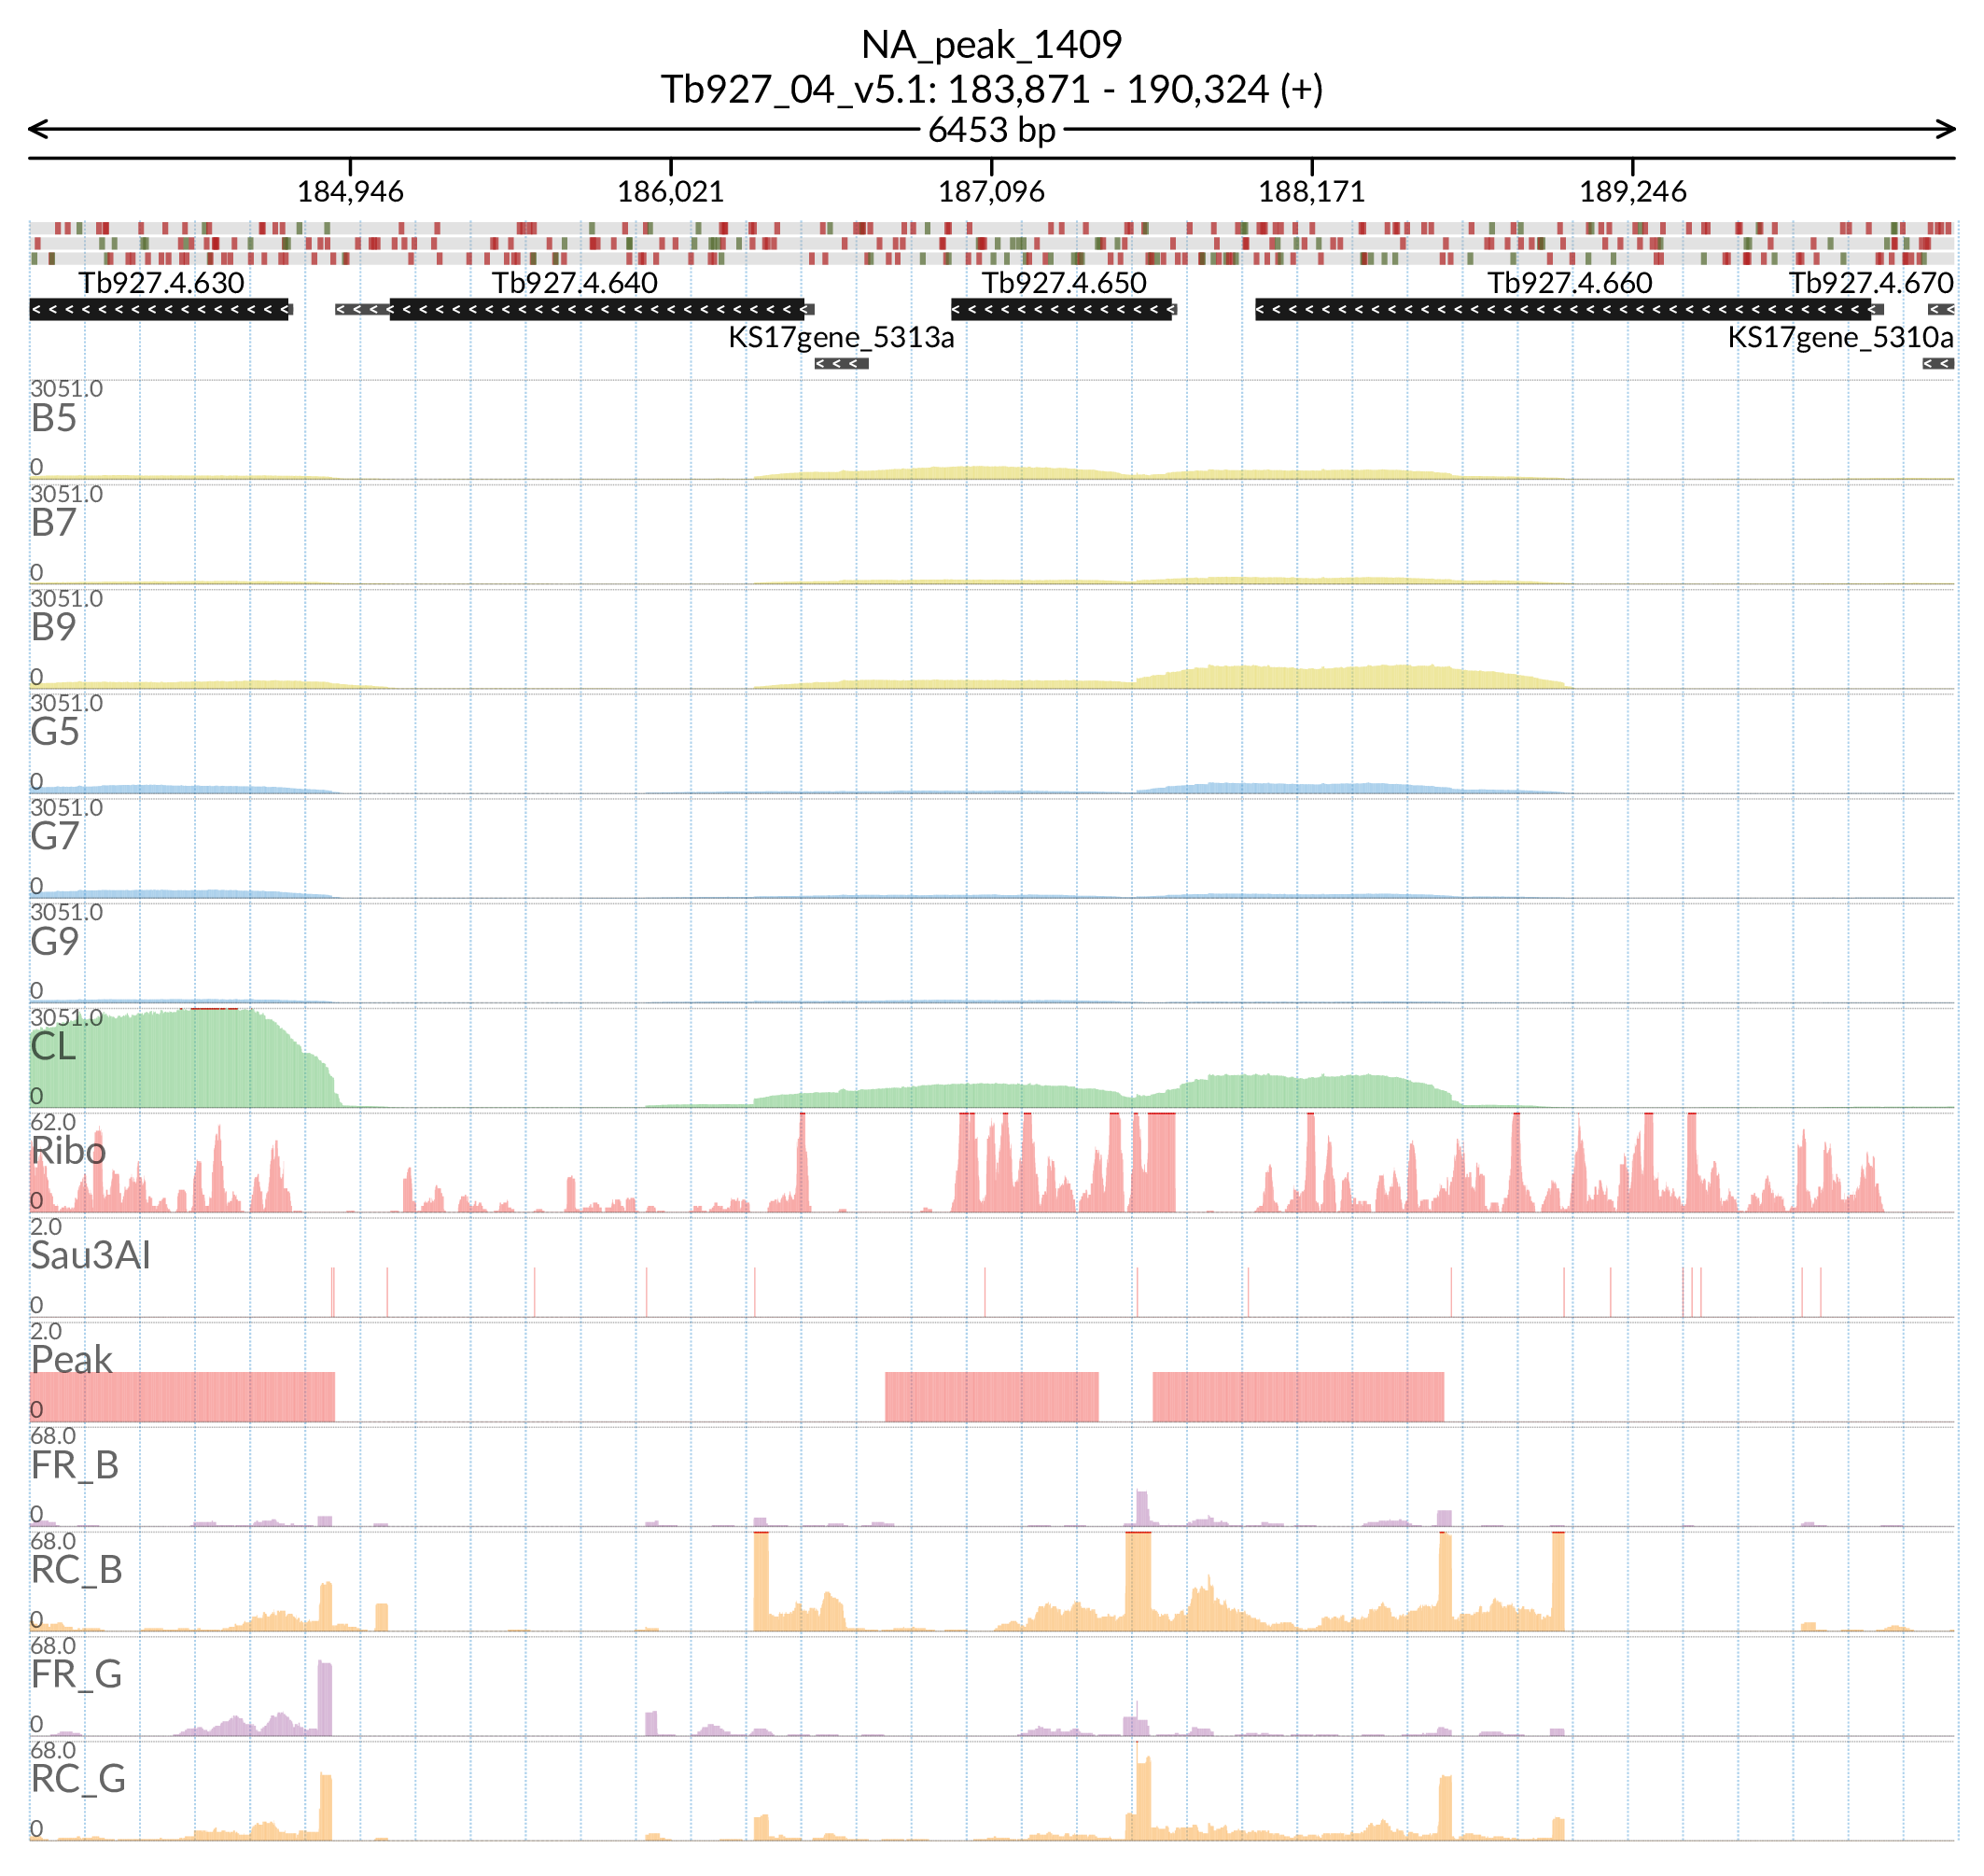 NA_peak_1409
Tb927_04_v5.1: 183,871 - 190,324 (+)
6453 bp
184,946 186,021 187,096 188,171 189,246
Tb927.4.630 Tb927.4.640 Tb927.4.650 Tb927.4.660 Tb927.4.670
KS17gene_5313a KS17gene_5310a
3051.0
B5
0
3051.0
B7
0
3051.0
B9
0
3051.0
G5
0
3051.0
G7
0
3051.0
G9
0
3051.0
CL
0
62.0
Ribo
0
2.0
Sau3AI
0
2.0
Peak
0
68.0
FR_B
0
68.0
RC_B
0
68.0
FR_G
0
68.0
RC_G
0